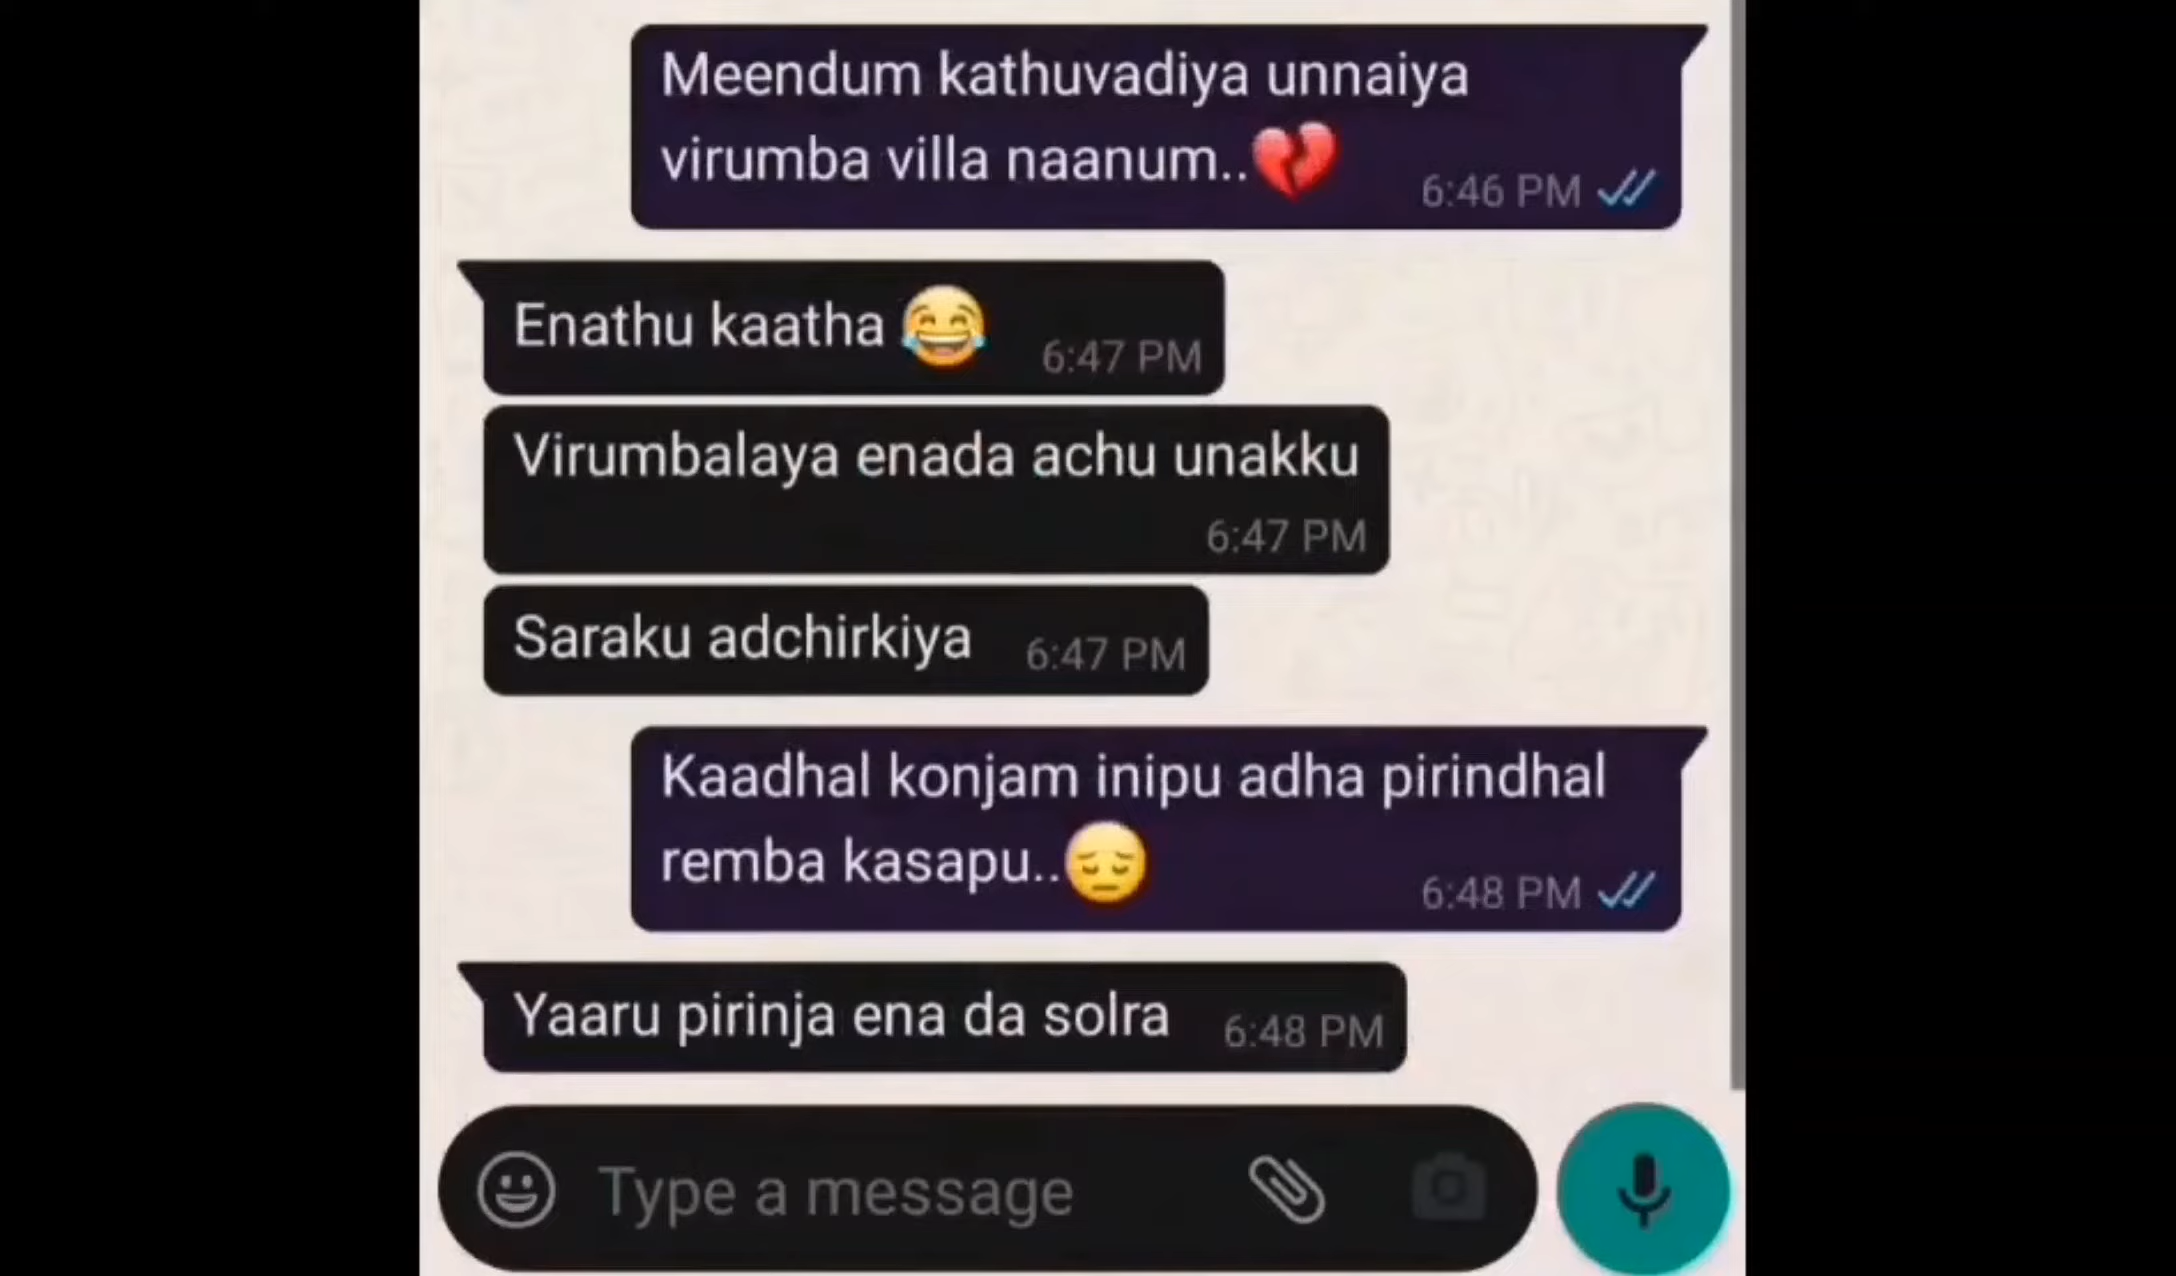 Meendum kathuvadiya unnaiya
virumba villa naanum..💔
6:46 PM
Enathu kaatha 😂
6:47 PM
Virumbalaya enada achu unakku
6:47 PM
Saraku adchirkiya
6:47 PM
Kaadhal konjam inipu adha pirindhal
remba kasapu..😔
6:48 PM
Yaaru pirinja ena da solra
6:48 PM
Type a message